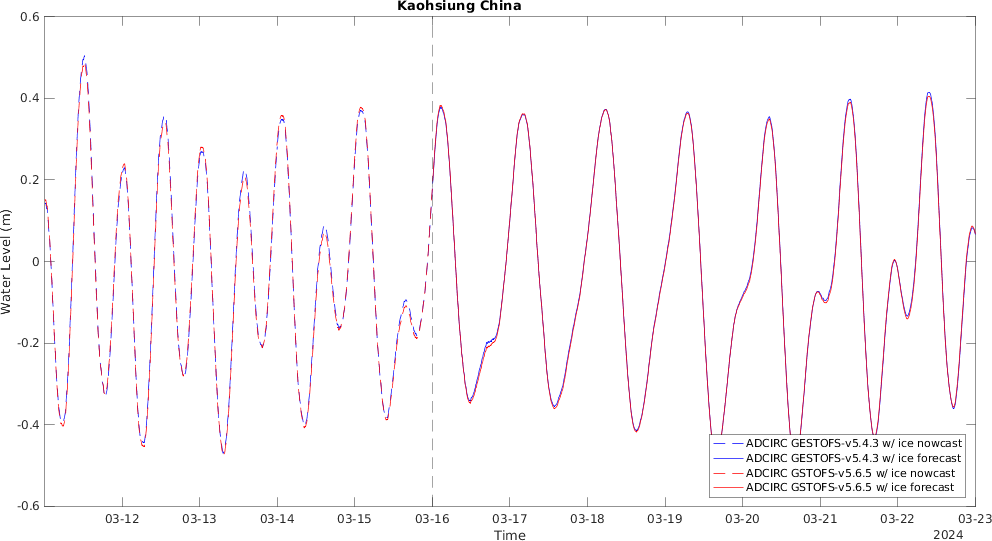 Kaohsiung China
0.6
0.4
0.2
0
-0.2
-0.4
-0.6
Water Level (m)
ADCIRC GESTOFS-v5.4.3 w/ ice nowcast
ADCIRC GESTOFS-v5.4.3 w/ ice forecast
ADCIRC GSTOFS-v5.6.5 w/ ice nowcast
ADCIRC GSTOFS-v5.6.5 w/ ice forecast
03-12 03-13 03-14 03-15 03-16 03-17 03-18 03-19 03-20 03-21 03-22 03-23
Time
2024